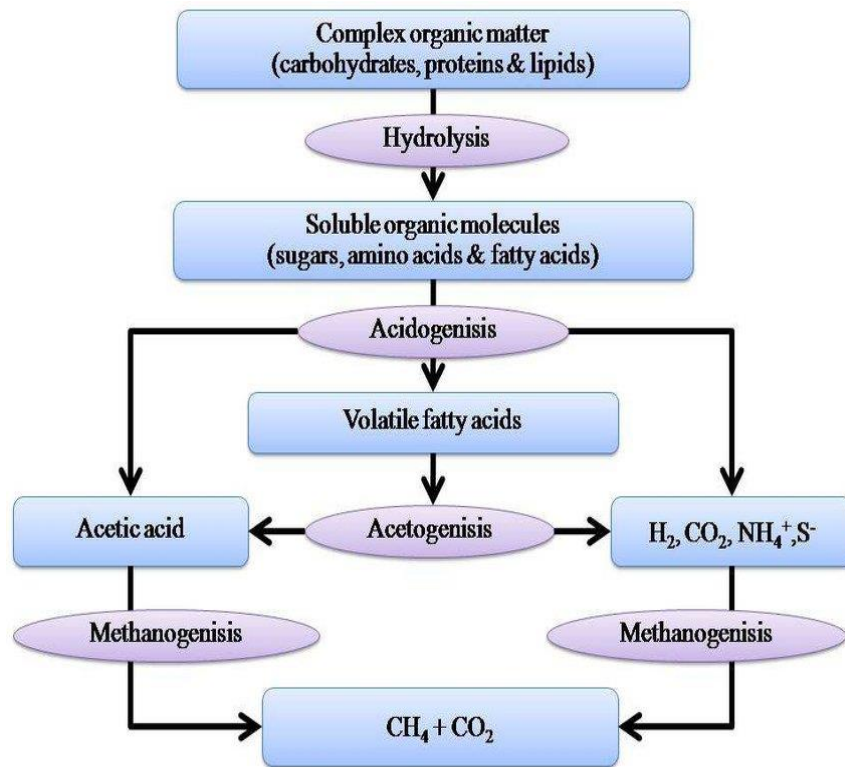 Complex organic matter
(carbohydrates, proteins & lipids)
Hydrolysis
Soluble organic molecules
(sugars, amino acids & fatty acids)
Acidogenisis
Volatile fatty acids
Acetic acid
Acetogenisis
H₂, CO₂, NH₄⁺,S⁻
Methanogenisis
Methanogenisis
CH₄ + CO₂